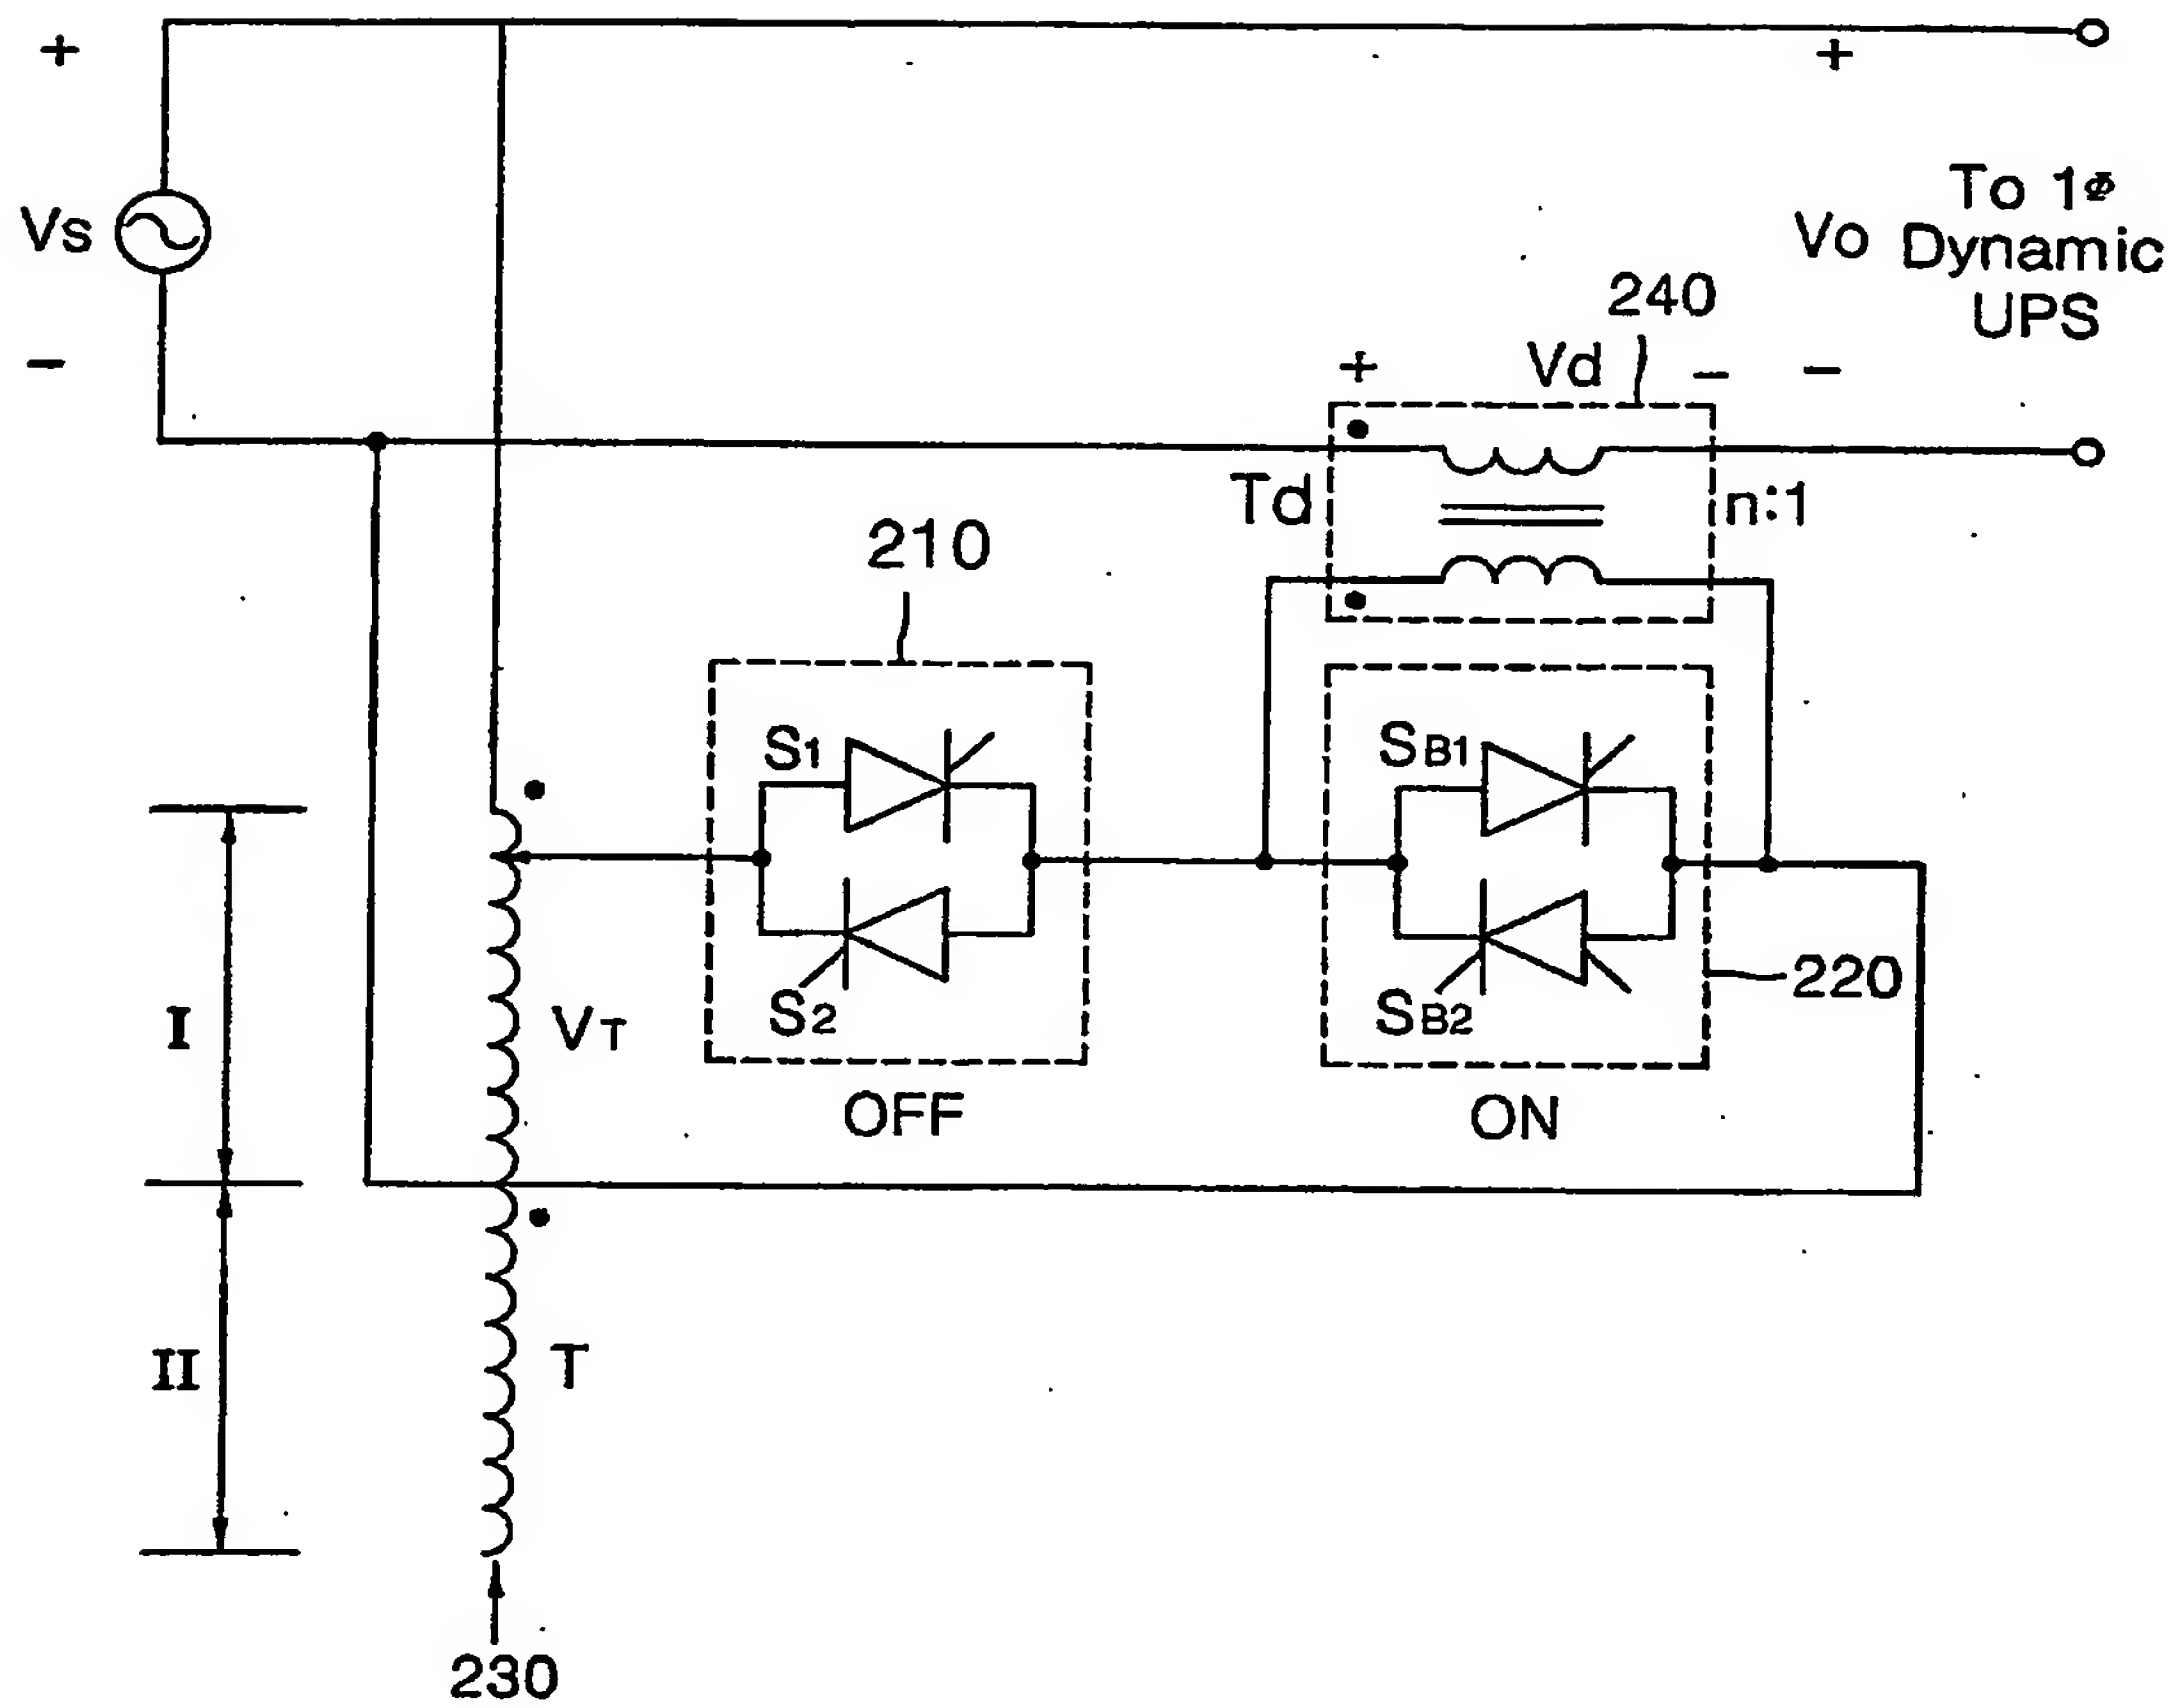 +
+
Vs
To 1Φ
Vo Dynamic
UPS
240
−
+ Vd − −
Td
n:1
210
S1
SB1
I
VT
S2
SB2
220
OFF
ON
II
T
230